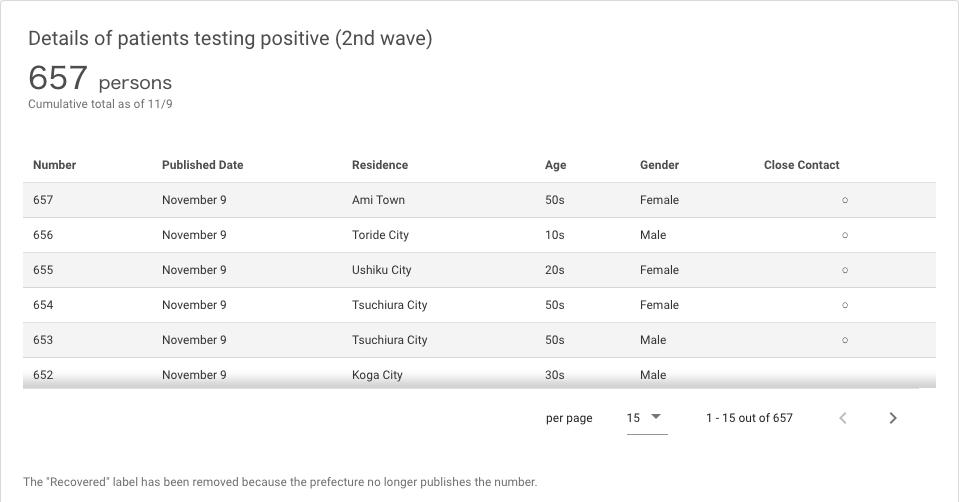 Details of patients testing positive (2nd wave)
657 persons
Cumulative total as of 11/9
Number Published Date Residence Age Gender Close Contact
657 November 9 Ami Town 50s Female ○
656 November 9 Toride City 10s Male ○
655 November 9 Ushiku City 20s Female ○
654 November 9 Tsuchiura City 50s Female ○
653 November 9 Tsuchiura City 50s Male ○
652 November 9 Koga City 30s Male
per page 15 1 - 15 out of 657
The "Recovered" label has been removed because the prefecture no longer publishes the number.